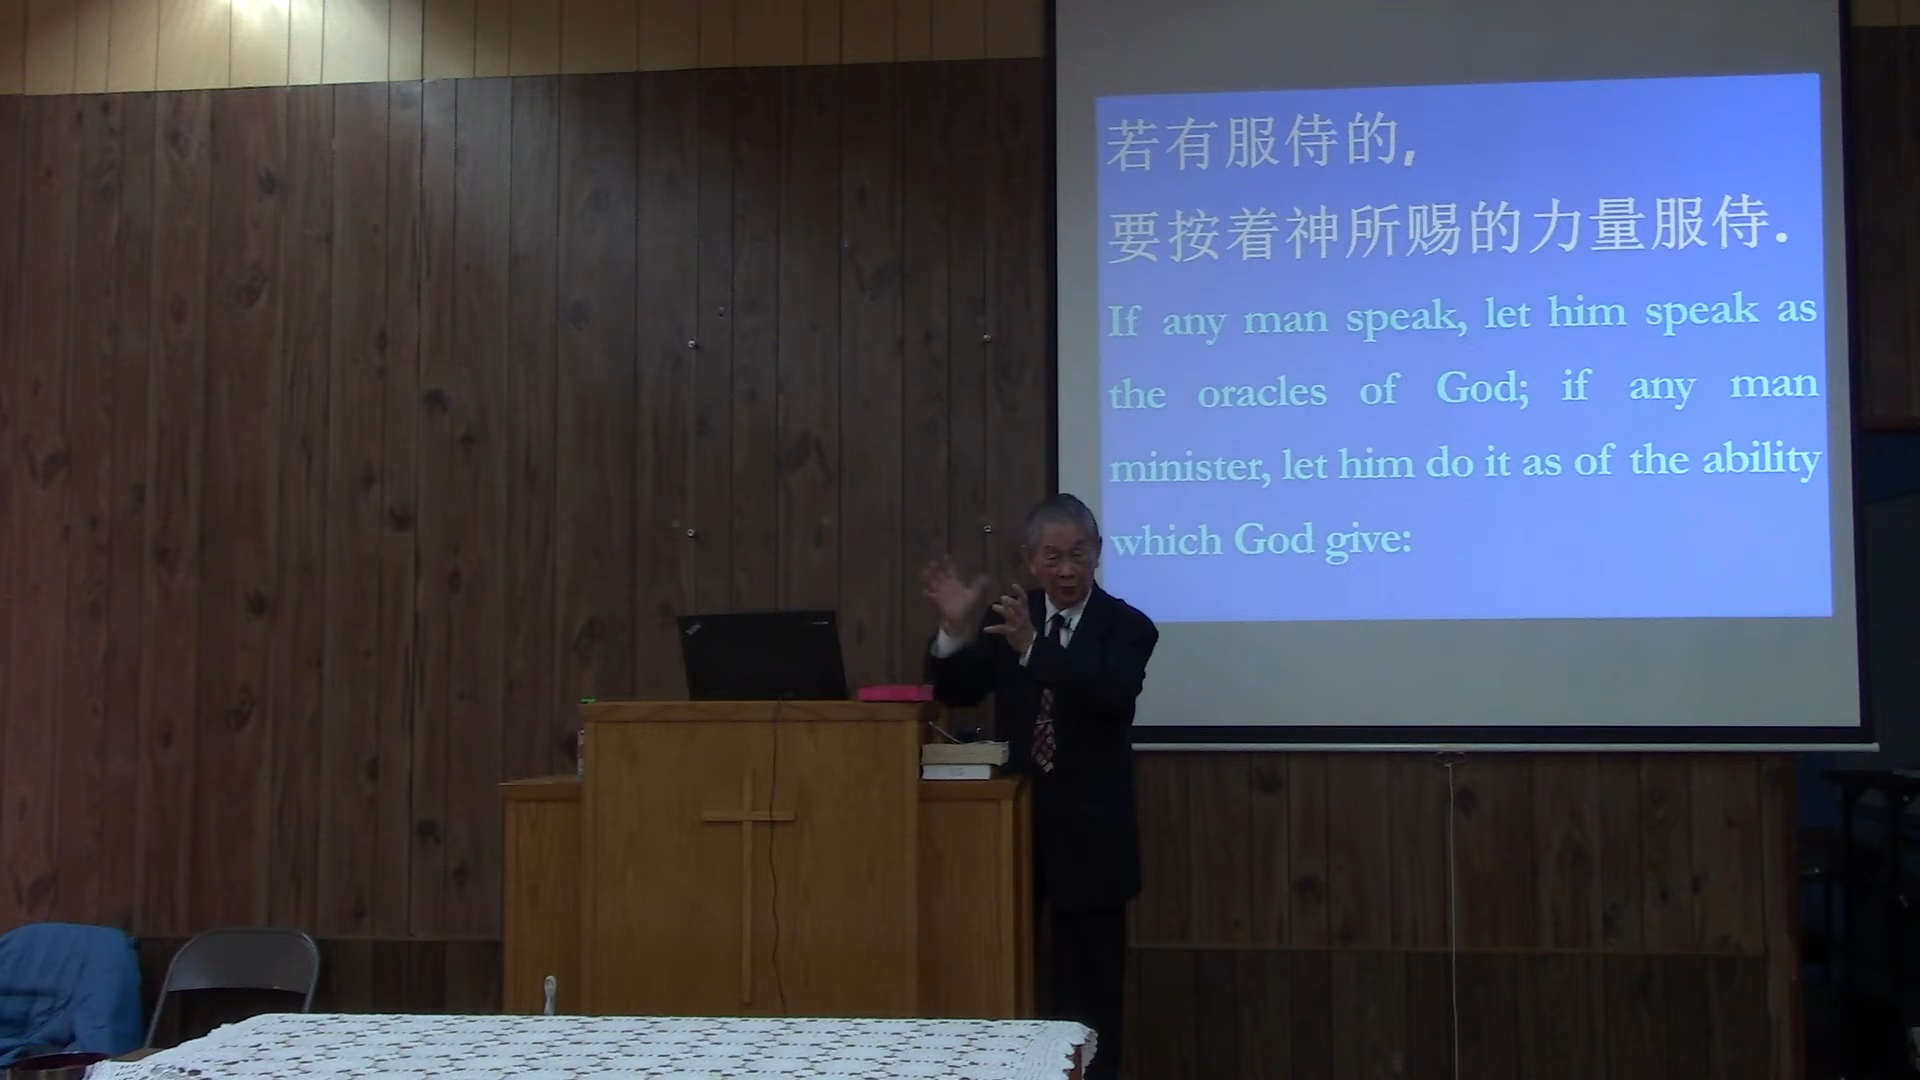 若有服侍的,
要按着神所赐的力量服侍.
If any man speak, let him speak as
the oracles of God; if any man
minister, let him do it as of the ability
which God give: